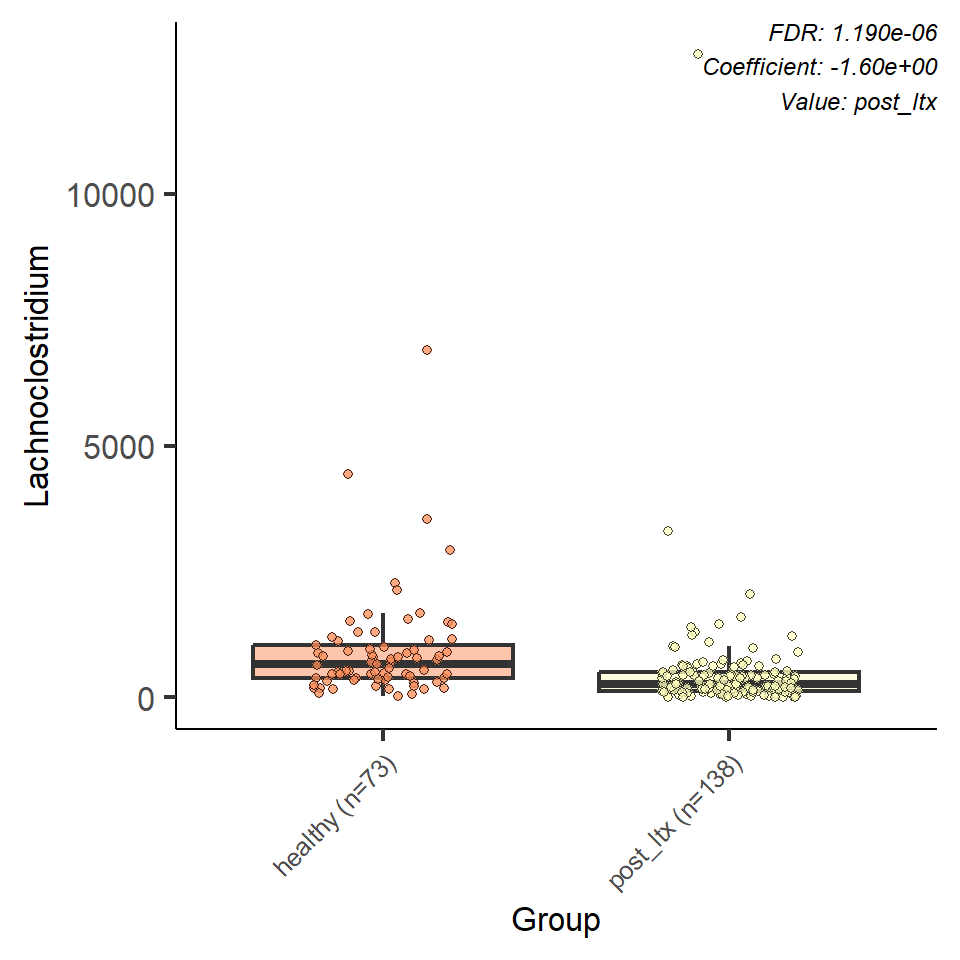 FDR: 1.190e-06
Coefficient: -1.60e+00
Value: post_ltx
Lachnoclostridium
10000
5000
0
healthy (n=73)
post_ltx (n=138)
Group